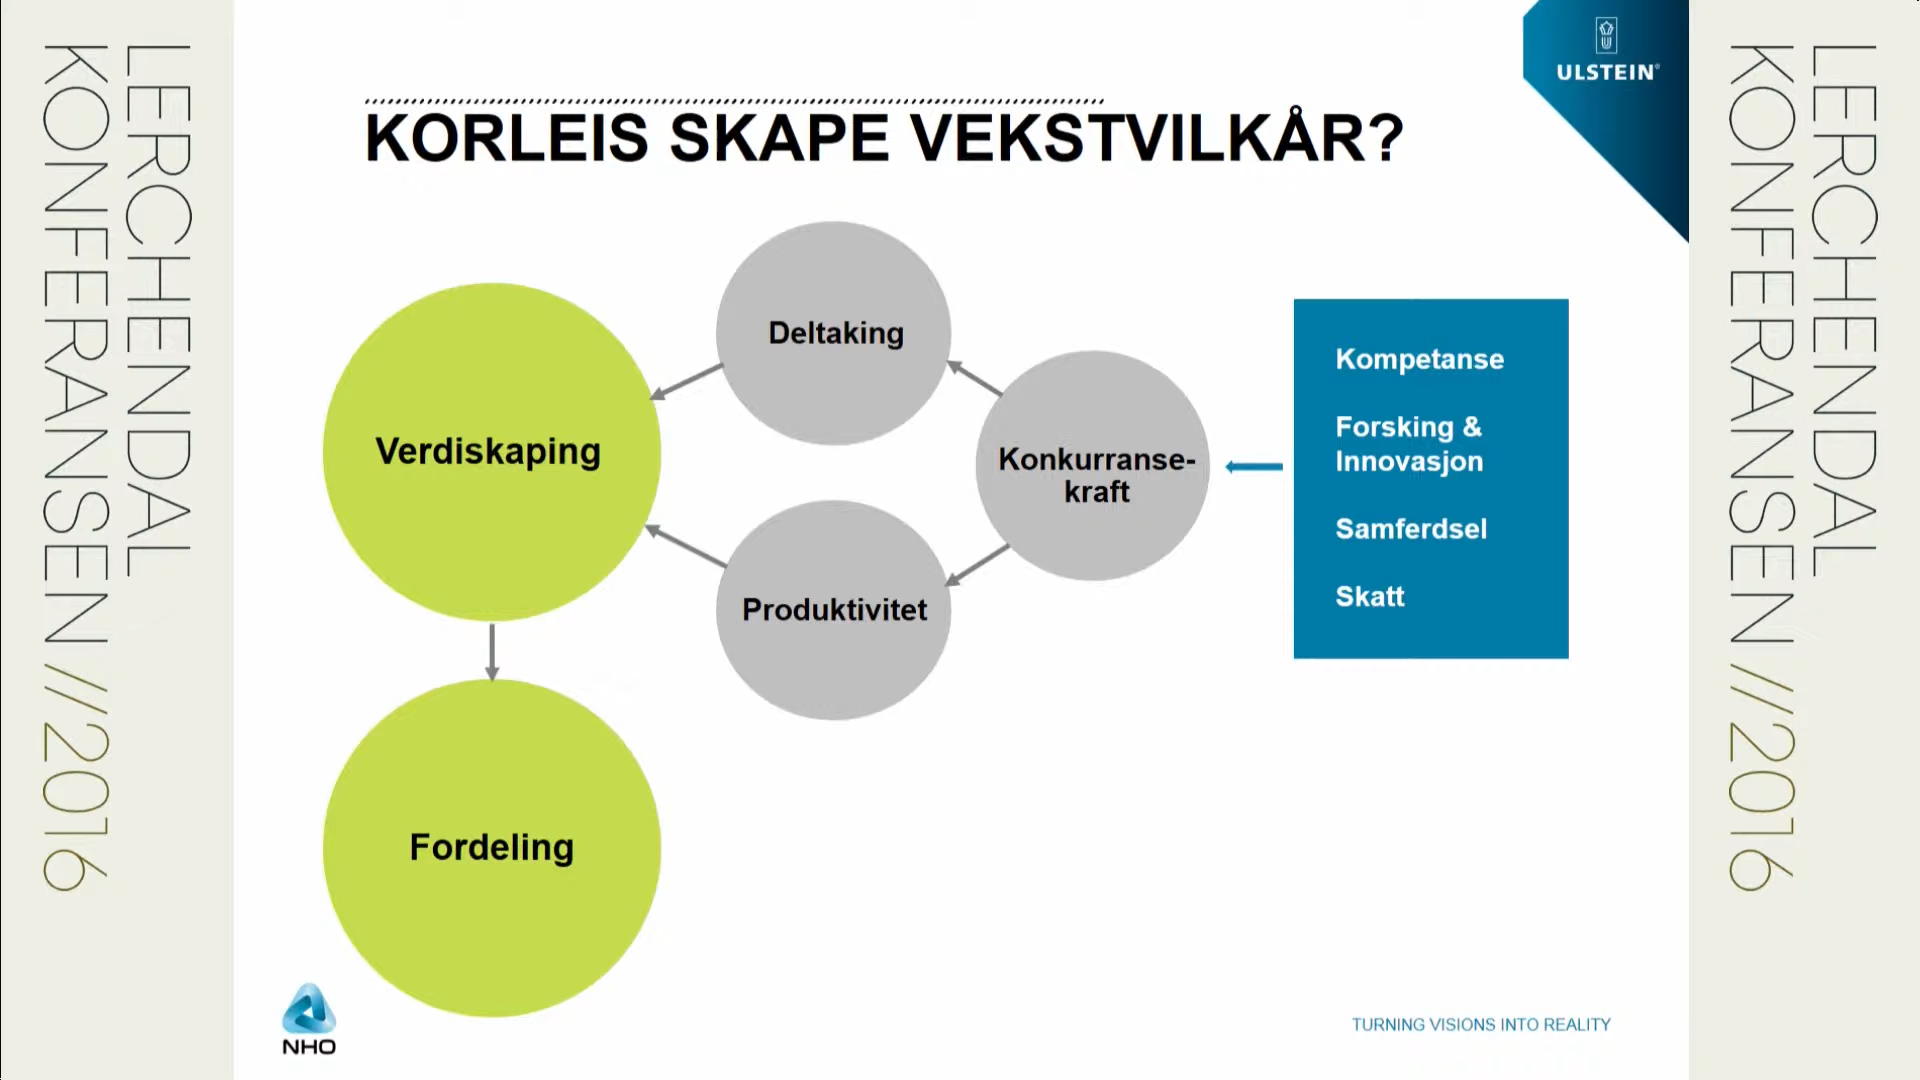 LERCHENDAL
KONFERANSEN //2016
ULSTEIN®
KORLEIS SKAPE VEKSTVILKÅR?
Deltaking
Verdiskaping
Konkurranse-
kraft
Produktivitet
Kompetanse
Forsking &
Innovasjon
Samferdsel
Skatt
Fordeling
NHO
TURNING VISIONS INTO REALITY
LERCHENDAL
KONFERANSEN //2016